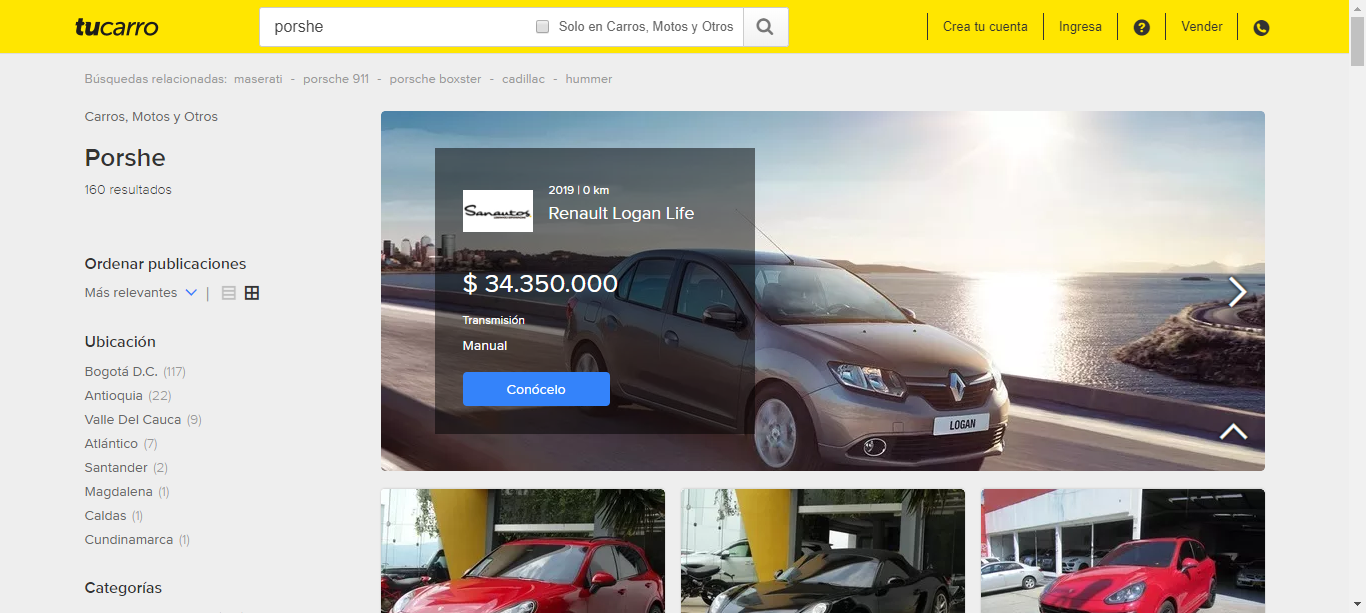 tucarro
porshe
Solo en Carros, Motos y Otros
Crea tu cuenta
Ingresa
?
Vender
Búsquedas relacionadas: maserati - porsche 911 - porsche boxster - cadillac - hummer
Carros, Motos y Otros
Porshe
160 resultados
Ordenar publicaciones
Más relevantes |
Ubicación
Bogotá D.C. (117)
Antioquia (22)
Valle Del Cauca (9)
Atlántico (7)
Santander (2)
Magdalena (1)
Caldas (1)
Cundinamarca (1)
Categorías
Sanautos
2019 | 0 km
Renault Logan Life
$ 34.350.000
Transmisión
Manual
Conócelo
LOGAN